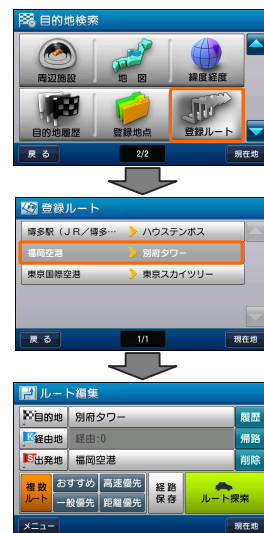 目的地検索
周辺施設 地図 緯度経度
目的地履歴 登録地点 登録ルート
戻る 2/2 現在地
登録ルート
博多駅(JR/博多… ハウステンボス
福岡空港 別府タワー
東京国際空港 東京スカイツリー
戻る 1/1 現在地
ルート編集
目的地 別府タワー 履歴
経由地 経由:0 帰路
出発地 福岡空港 削除
複数ルート おすすめ 高速優先 経路保存 ルート探索
一般優先 距離優先
メニュー 現在地